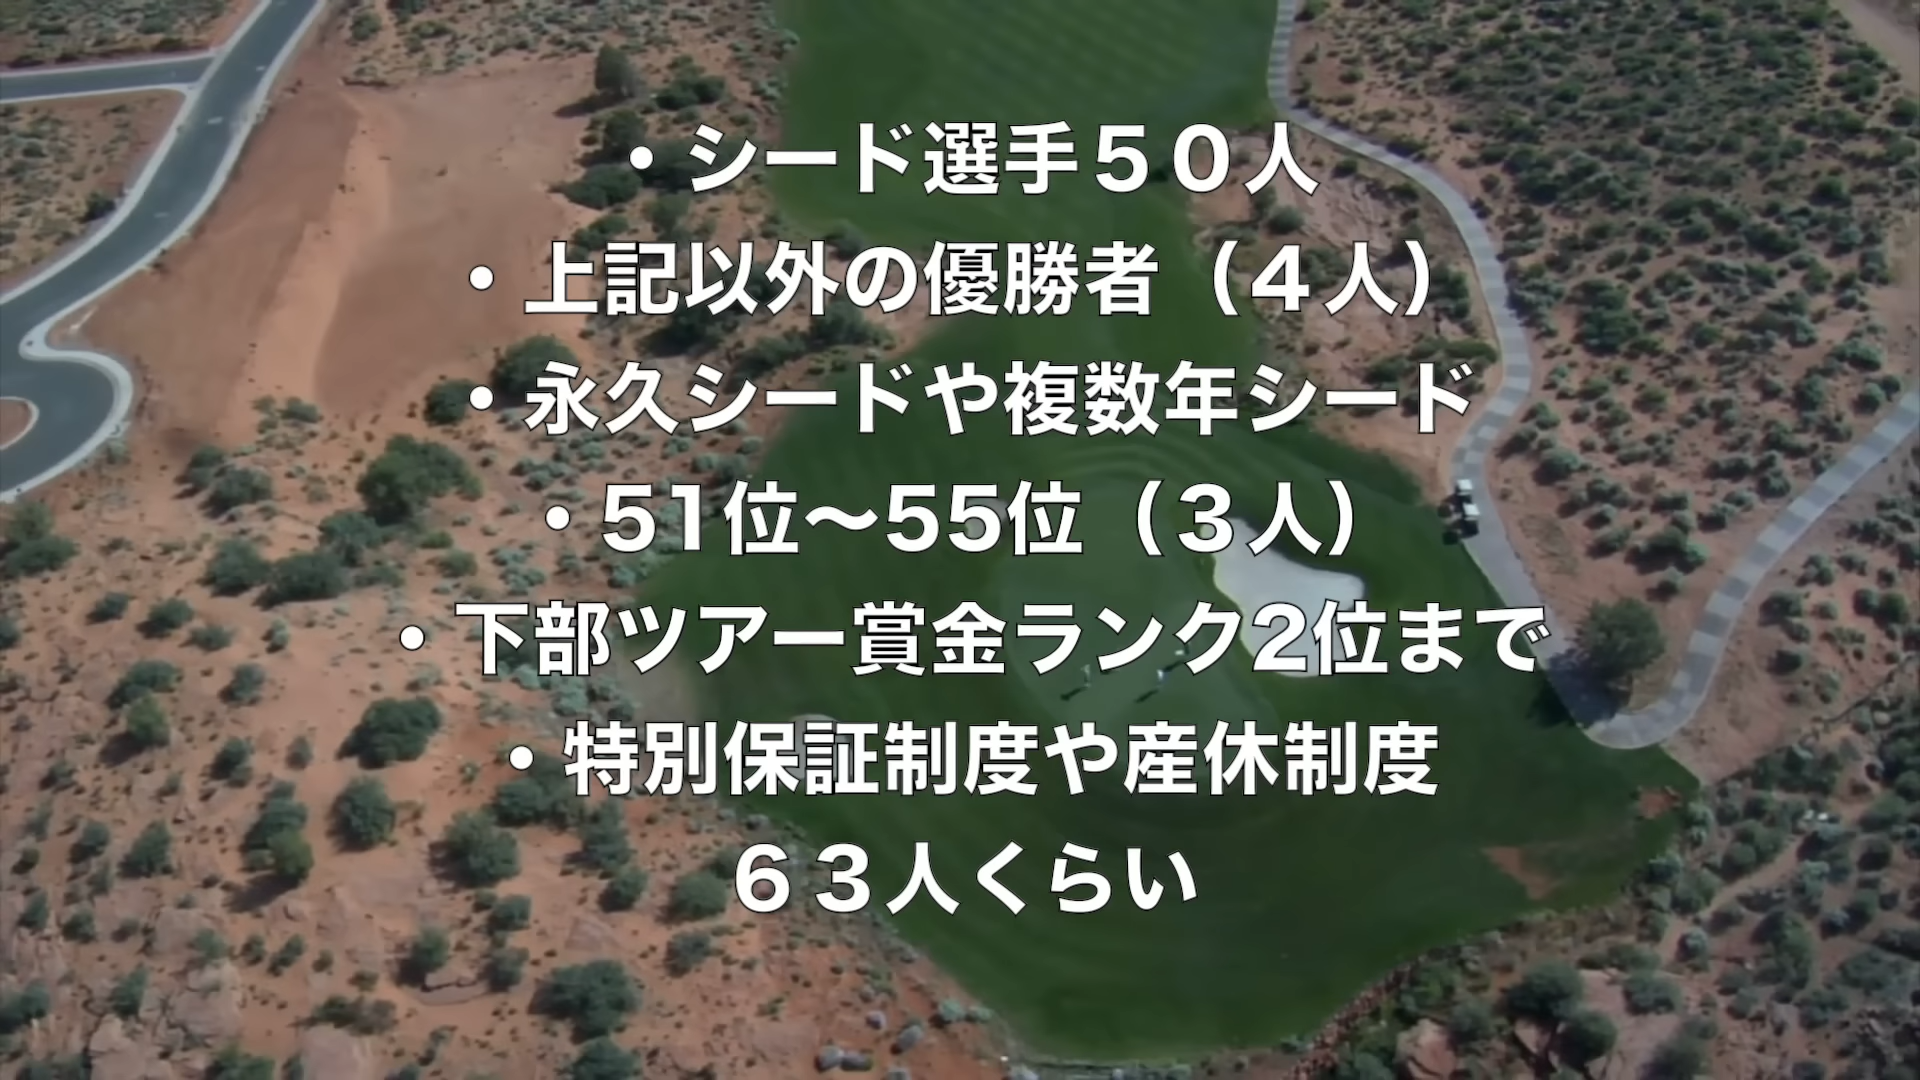 ・シード選手５０人
・上記以外の優勝者（４人）
・永久シードや複数年シード
・51位〜55位（３人）
・下部ツアー賞金ランク2位まで
・特別保証制度や産休制度
６３人くらい